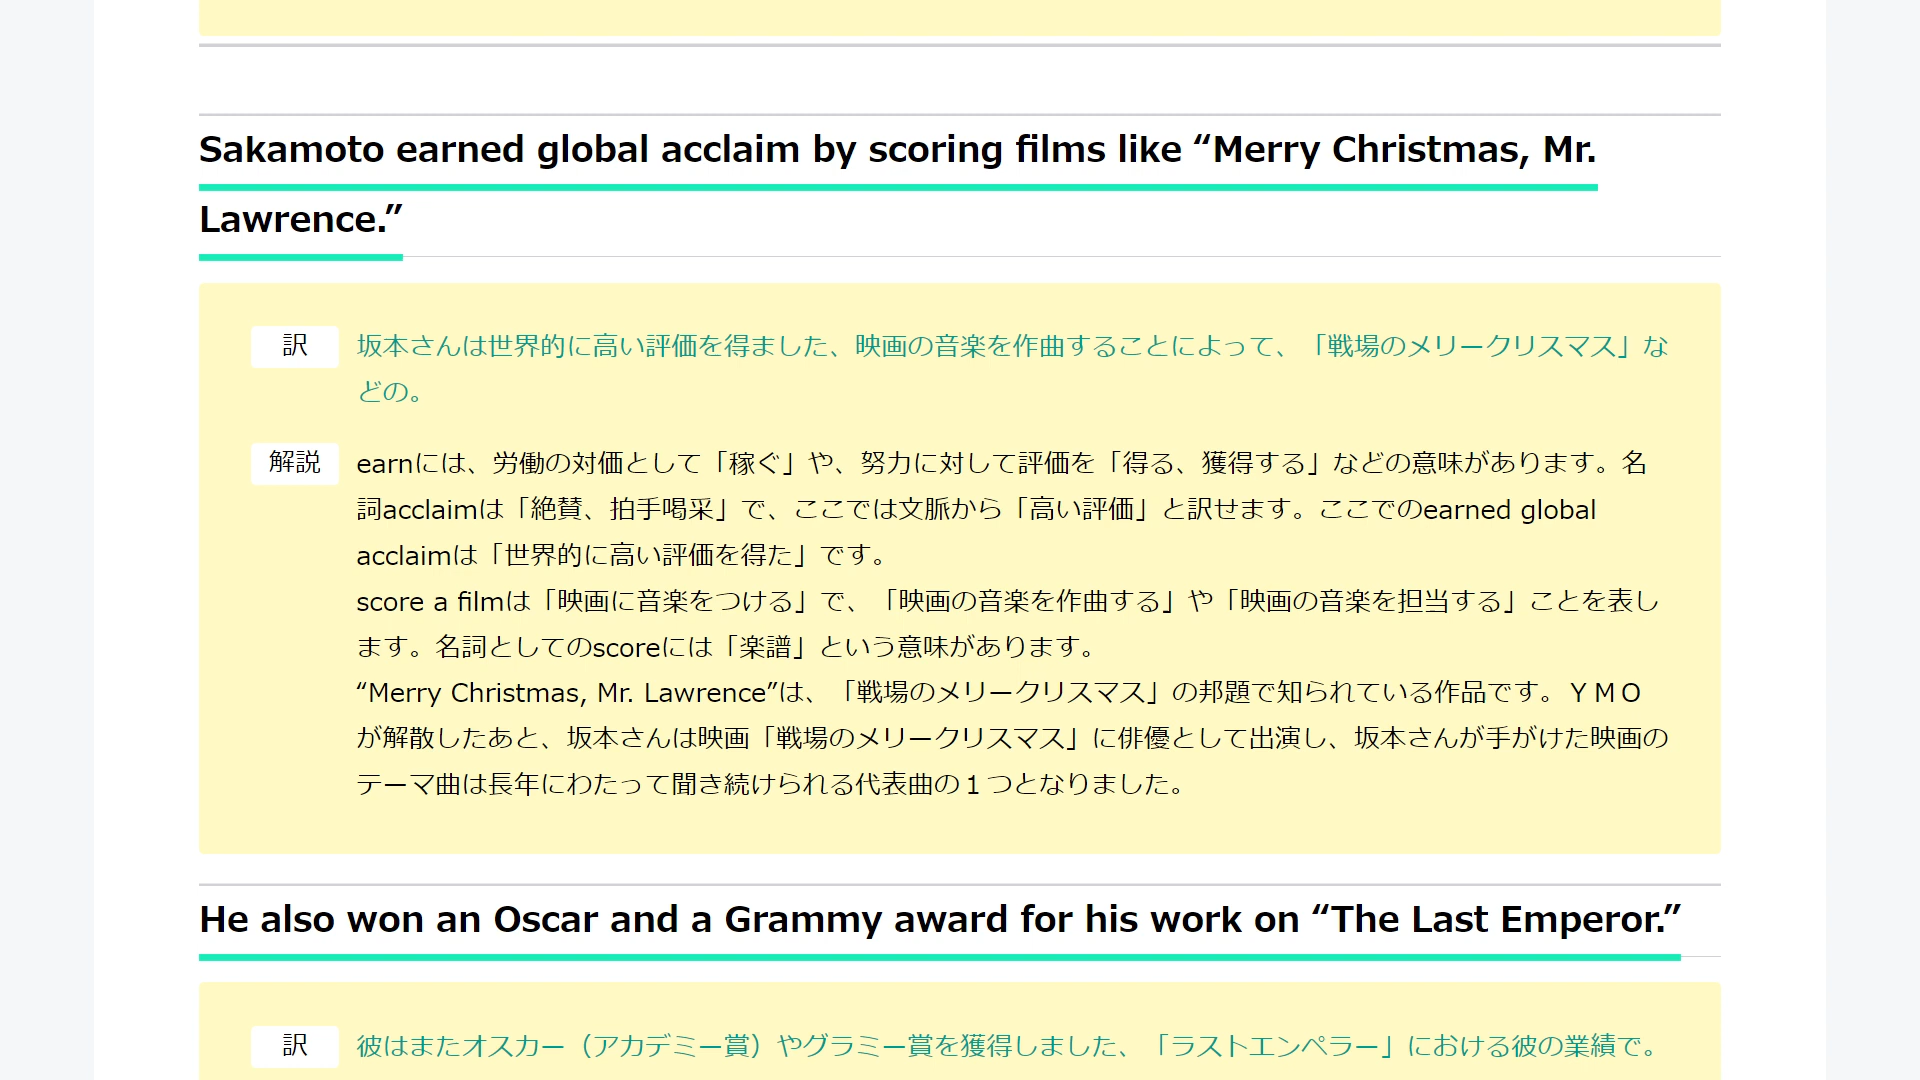 Sakamoto earned global acclaim by scoring films like “Merry Christmas, Mr.
Lawrence.”
訳
坂本さんは世界的に高い評価を得ました、映画の音楽を作曲することによって、「戦場のメリークリスマス」な
どの。
解説
earnには、労働の対価として「稼ぐ」や、努力に対して評価を「得る、獲得する」などの意味があります。名
詞acclaimは「絶賛、拍手喝采」で、ここでは文脈から「高い評価」と訳せます。ここでのearned global
acclaimは「世界的に高い評価を得た」です。
score a filmは「映画に音楽をつける」で、「映画の音楽を作曲する」や「映画の音楽を担当する」ことを表し
ます。名詞としてのscoreには「楽譜」という意味があります。
“Merry Christmas, Mr. Lawrence”は、「戦場のメリークリスマス」の邦題で知られている作品です。ＹＭＯ
が解散したあと、坂本さんは映画「戦場のメリークリスマス」に俳優として出演し、坂本さんが手がけた映画の
テーマ曲は長年にわたって聞き続けられる代表曲の１つとなりました。
He also won an Oscar and a Grammy award for his work on “The Last Emperor.”
訳
彼はまたオスカー（アカデミー賞）やグラミー賞を獲得しました、「ラストエンペラー」における彼の業績で。